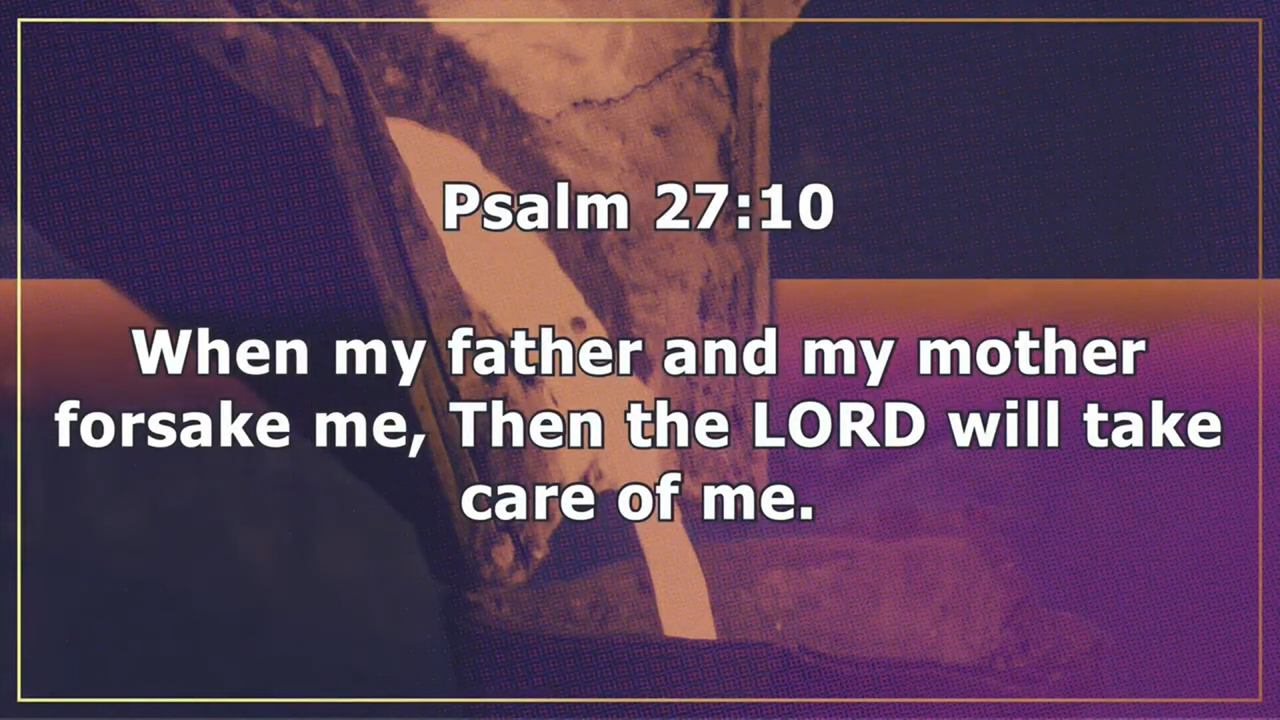 Psalm 27:10
When my father and my mother
forsake me, Then the LORD will take
care of me.